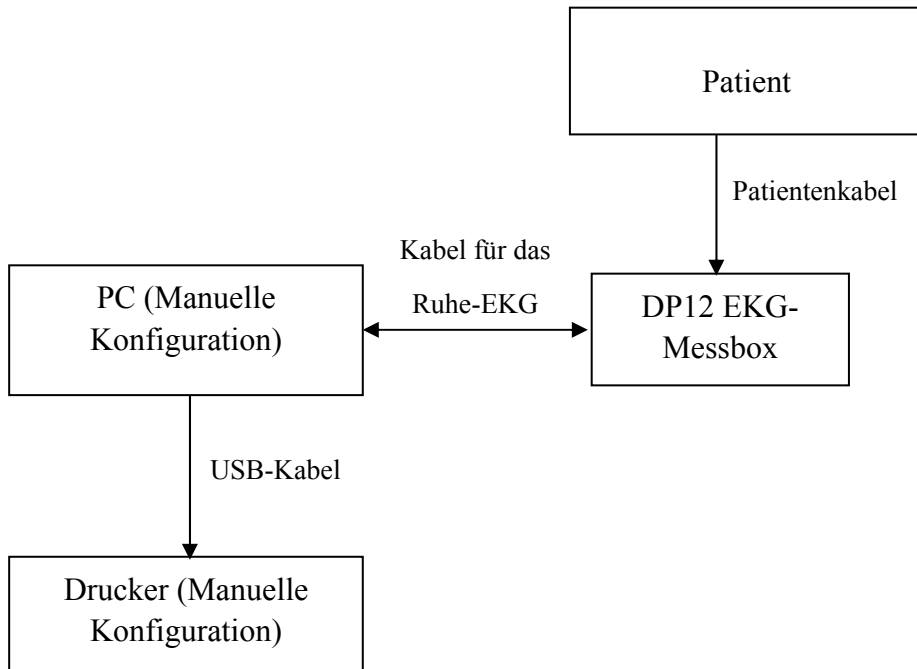 Patient
Patientenkabel
Kabel für das
Ruhe-EKG
PC (Manuelle
Konfiguration)
DP12 EKG-
Messbox
USB-Kabel
Drucker (Manuelle
Konfiguration)